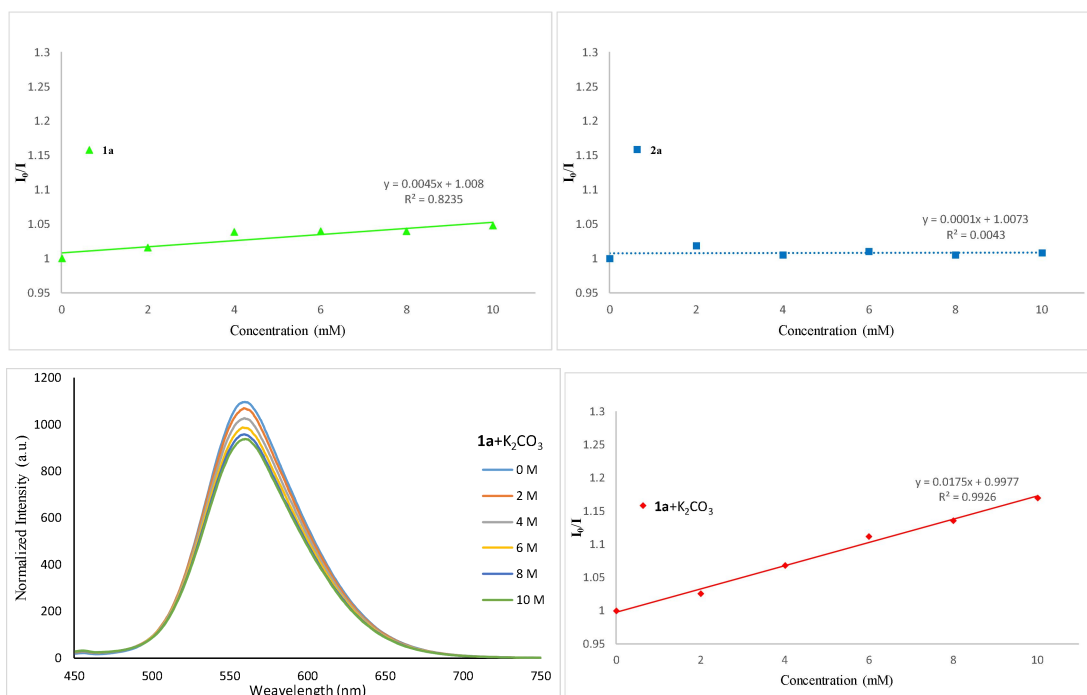 1.3
1.25
1.2
1.15
1.1
1.05
1
0.95
I₀/I
1a
y = 0.0045x + 1.008
R² = 0.8235
0 2 4 6 8 10
Concentration (mM)
1.3
1.25
1.2
1.15
1.1
1.05
1
0.95
I₀/I
2a
y = 0.0001x + 1.0073
R² = 0.0043
0 2 4 6 8 10
Concentration (mM)
1200
1000
800
600
400
200
0
Normalized Intensity (a.u.)
1a+K₂CO₃
0 M
2 M
4 M
6 M
8 M
10 M
450 500 550 600 650 700 750
Wavelength (nm)
1.3
1.25
1.2
1.15
1.1
1.05
1
0.95
I₀/I
1a+K₂CO₃
y = 0.0175x + 0.9977
R² = 0.9926
0 2 4 6 8 10
Concentration (mM)